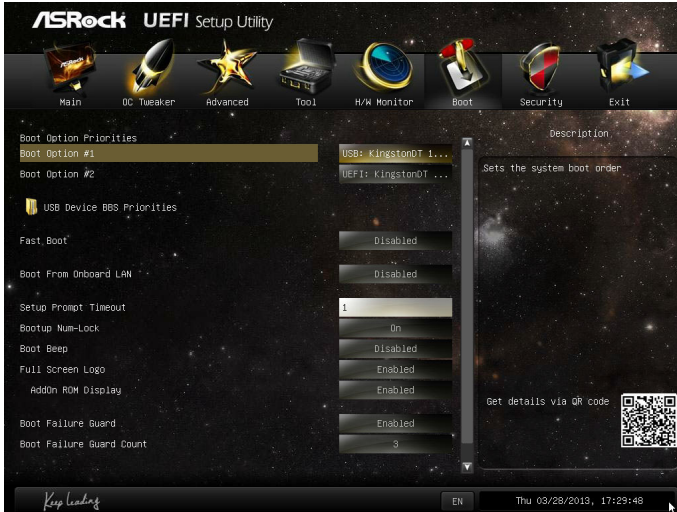 ASRock UEFI Setup Utility
ASRock
Main OC Tweaker Advanced Tool H/W Monitor Boot Security Exit
Boot Option Priorities
Boot Option #1 USB: KingstonDT 1...
Boot Option #2 UEFI: KingstonDT ...
USB Device BBS Priorities
Fast Boot Disabled
Boot From Onboard LAN Disabled
Setup Prompt Timeout 1
Bootup Num-Lock On
Boot Beep Disabled
Full Screen Logo Enabled
AddOn ROM Display Enabled
Boot Failure Guard Enabled
Boot Failure Guard Count 3
Description
Sets the system boot order
Get details via QR code
Keep Leading
EN
Thu 03/28/2013, 17:29:48